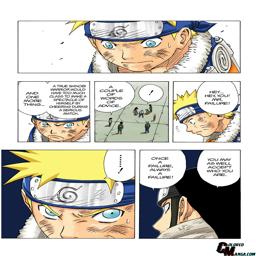 HEY,
HEY, YOU!
MR.
FAILURE!
A
COUPLE
OF
WORDS OF
ADVICE.
A TRUE SHINOBI
WARRIOR WOULD
HAVE TOO MUCH
CLASS TO MAKE A
SPECTACLE OF
HIMSELF BY
CHEERING DURING
A SERIOUS
MATCH.
AND
ONE MORE
THING...
YOU MAY
AS WELL
ACCEPT
WHO YOU
ARE.
ONCE
A
FAILURE,
ALWAYS
A
FAILURE!
...!
COLORED
MANGA.COM